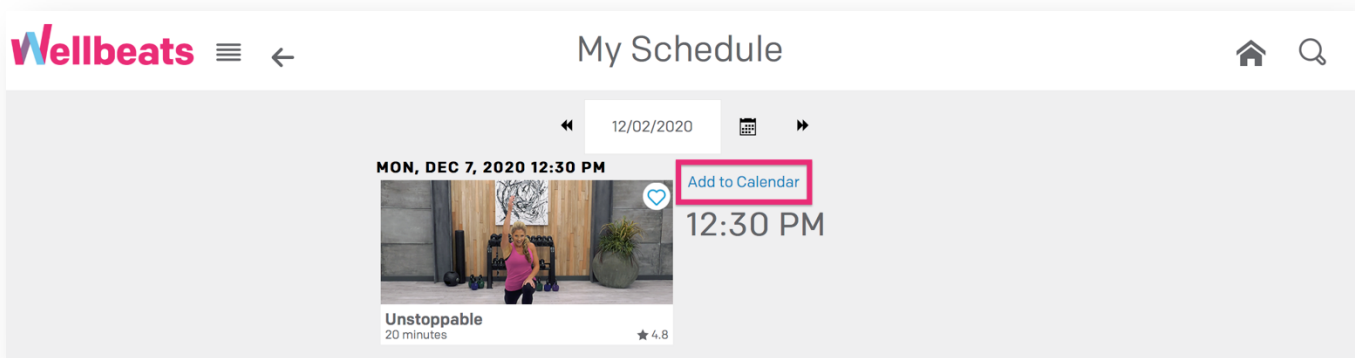 Wellbeats
My Schedule
12/02/2020
MON, DEC 7, 2020 12:30 PM
Add to Calendar
12:30 PM
Unstoppable
20 minutes
4.8